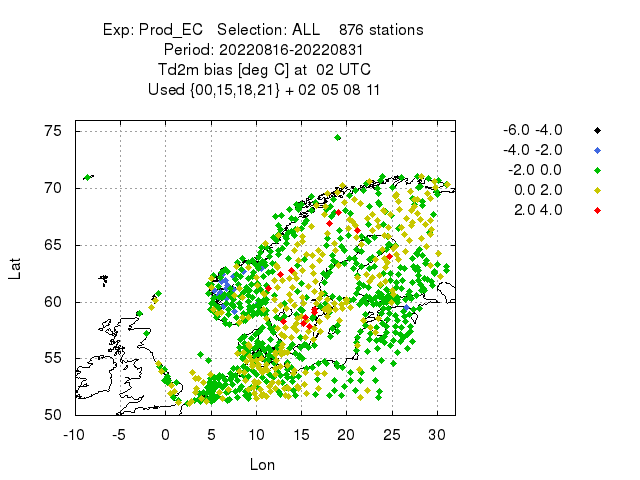 Exp: Prod_EC   Selection: ALL    876 stations
Period: 20220816-20220831
Td2m bias [deg C] at  02 UTC
Used {00,15,18,21} + 02 05 08 11
-6.0 -4.0
-4.0 -2.0
-2.0 0.0
0.0 2.0
2.0 4.0
75
70
65
60
55
50
Lat
-10 -5 0 5 10 15 20 25 30
Lon